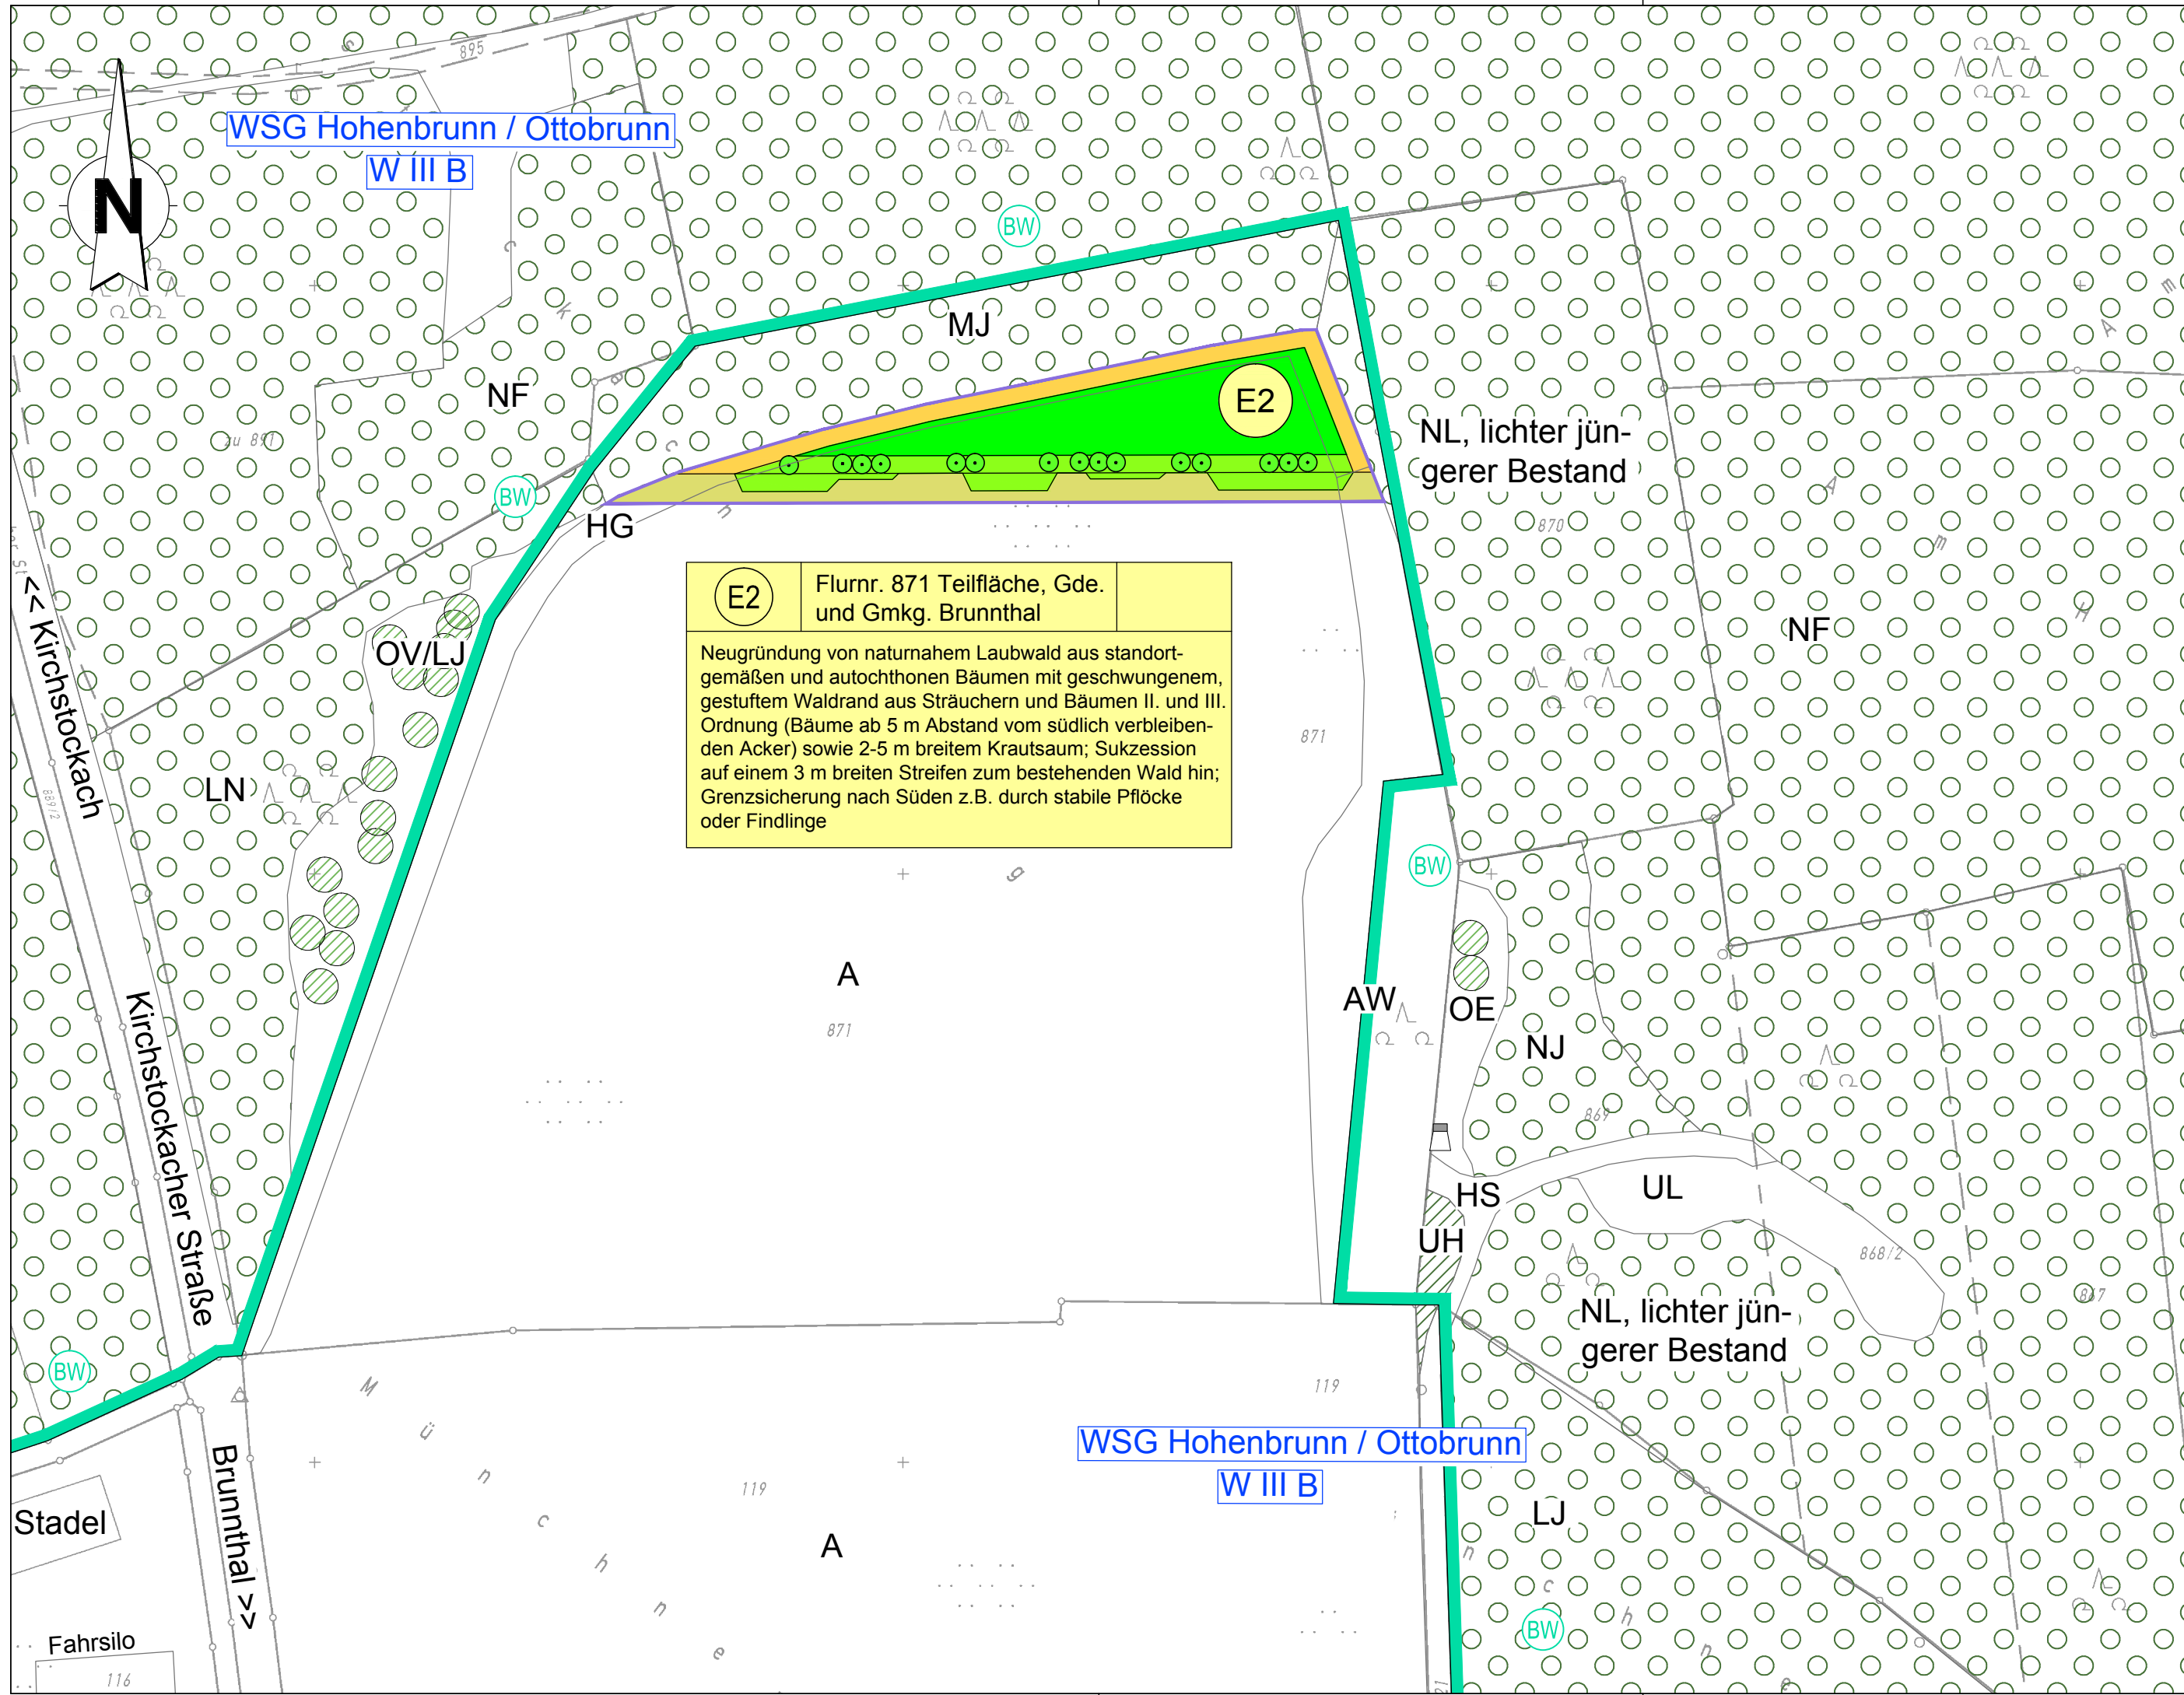 895
WSG Hohenbrunn / Ottobrunn
W III B
N
BW
MJ
NF
zu 891
E2
NL, lichter jün-
gerer Bestand
BW
HG
870
E2
Flurnr. 871 Teilfläche, Gde.
und Gmkg. Brunnthal
Neugründung von naturnahem Laubwald aus standort-
gemäßen und autochthonen Bäumen mit geschwungenem,
gestuftem Waldrand aus Sträuchern und Bäumen II. und III.
Ordnung (Bäume ab 5 m Abstand vom südlich verbleiben-
den Acker) sowie 2-5 m breitem Krautsaum; Sukzession
auf einem 3 m breiten Streifen zum bestehenden Wald hin;
Grenzsicherung nach Süden z.B. durch stabile Pflöcke
oder Findlinge
<< Kirchstockach
OV/LJ
NF
871
LN
889/2
BW
A
871
AW
OE
NJ
869
Kirchstockacher Straße
HS
UL
UH
868/2
867
NL, lichter jün-
gerer Bestand
BW
119
M ü n c h n e
WSG Hohenbrunn / Ottobrunn
W III B
119
Stadel
Brunnthal >>
LJ
A
n c h n e
BW
Fahrsilo
116
s c k a c h
g
A m
H
A m